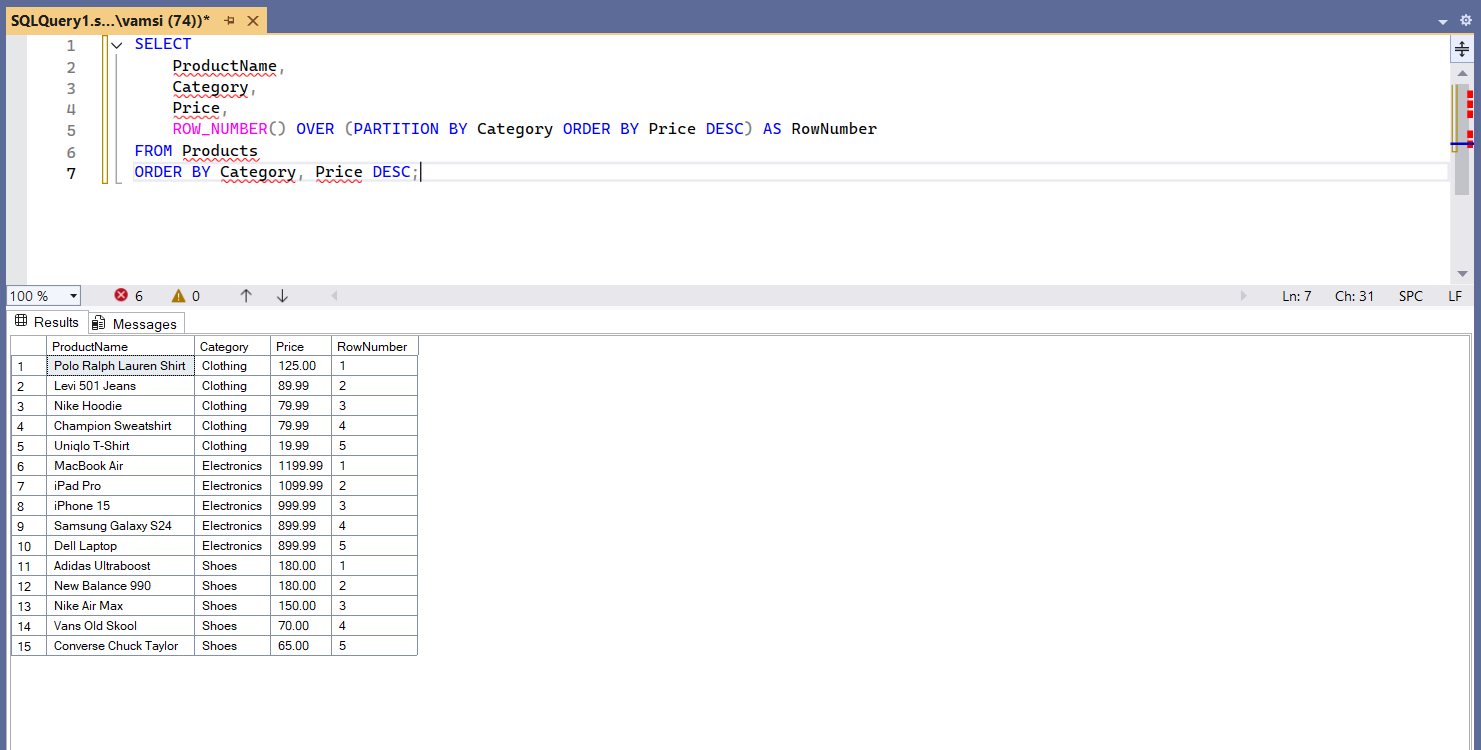 SQLQuery1.s...\vamsi (74))*
1 SELECT
2 ProductName,
3 Category,
4 Price,
5 ROW_NUMBER() OVER (PARTITION BY Category ORDER BY Price DESC) AS RowNumber
6 FROM Products
7 ORDER BY Category, Price DESC;
100 % 6 0 Ln: 7 Ch: 31 SPC LF
Results Messages
ProductName Category Price RowNumber
1 Polo Ralph Lauren Shirt Clothing 125.00 1
2 Levi 501 Jeans Clothing 89.99 2
3 Nike Hoodie Clothing 79.99 3
4 Champion Sweatshirt Clothing 79.99 4
5 Uniqlo T-Shirt Clothing 19.99 5
6 MacBook Air Electronics 1199.99 1
7 iPad Pro Electronics 1099.99 2
8 iPhone 15 Electronics 999.99 3
9 Samsung Galaxy S24 Electronics 899.99 4
10 Dell Laptop Electronics 899.99 5
11 Adidas Ultraboost Shoes 180.00 1
12 New Balance 990 Shoes 180.00 2
13 Nike Air Max Shoes 150.00 3
14 Vans Old Skool Shoes 70.00 4
15 Converse Chuck Taylor Shoes 65.00 5